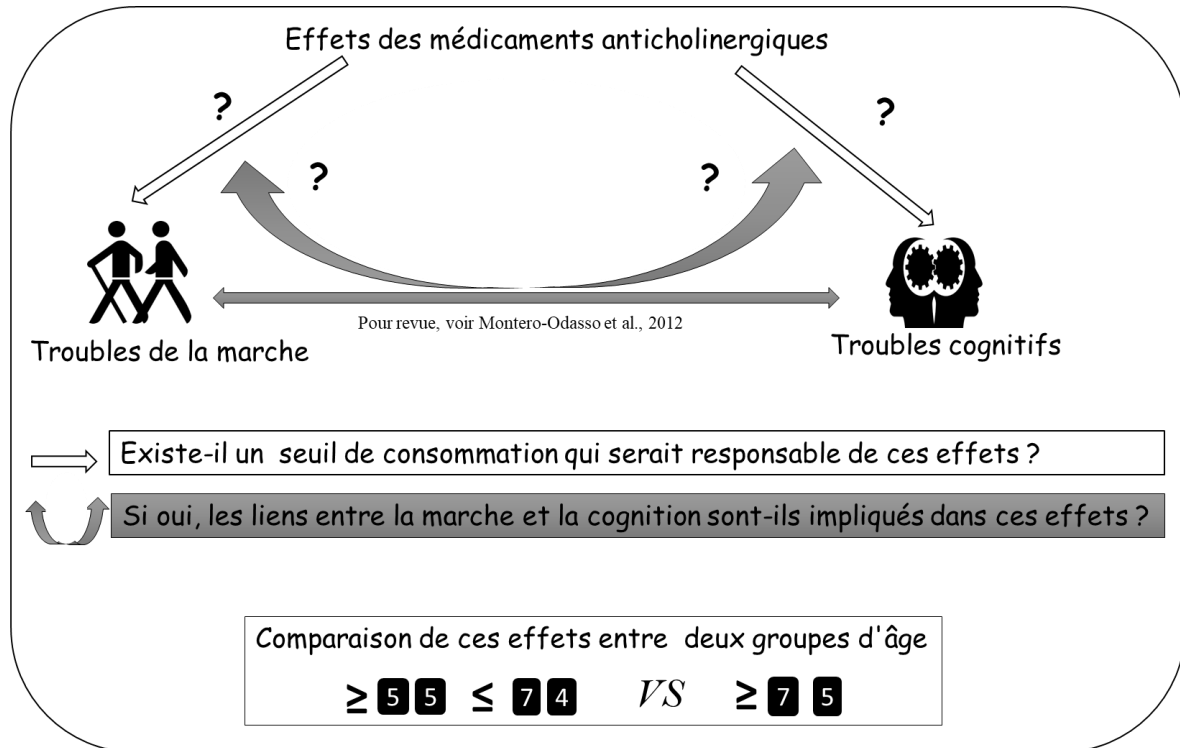 Effets des médicaments anticholinergiques
?
?
?
?
Pour revue, voir Montero-Odasso et al., 2012
Troubles de la marche
Troubles cognitifs
Existe-il un seuil de consommation qui serait responsable de ces effets ?
Si oui, les liens entre la marche et la cognition sont-ils impliqués dans ces effets ?
Comparaison de ces effets entre deux groupes d'âge
≥ 55 ≤ 74 VS ≥ 7 5